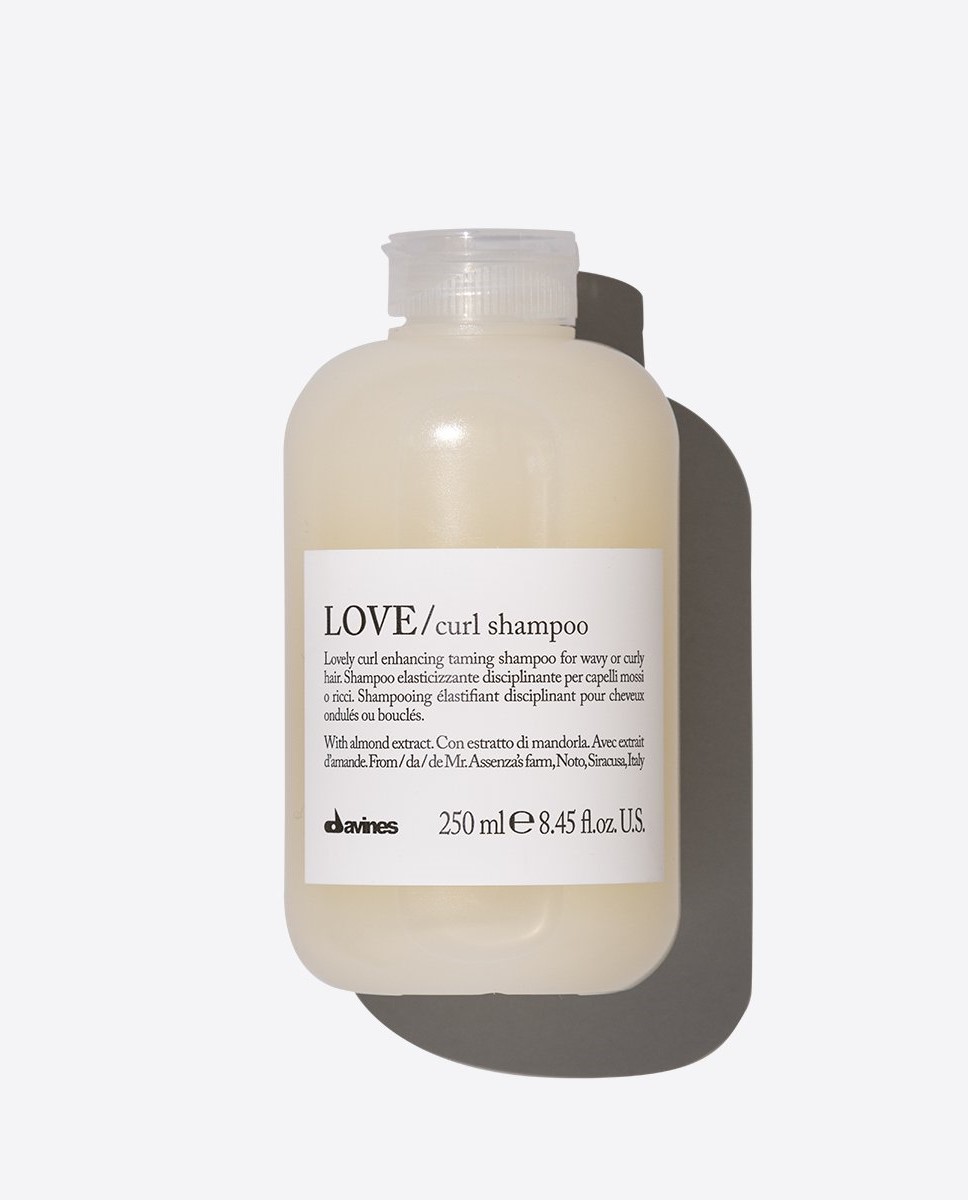 LOVE/curl shampoo
Lovely curl enhancing taming shampoo for wavy or curly
hair. Shampoo elasticizzante disciplinante per capelli mossi
o ricci. Shampooing élastifiant disciplinant pour cheveux
ondulés ou bouclés.
With almond extract. Con estratto di mandorla. Avec extrait
d'amande. From/da/de Mr. Assenza's farm, Noto, Siracusa, Italy
davines 250 ml ℮ 8.45 fl.oz. U.S.